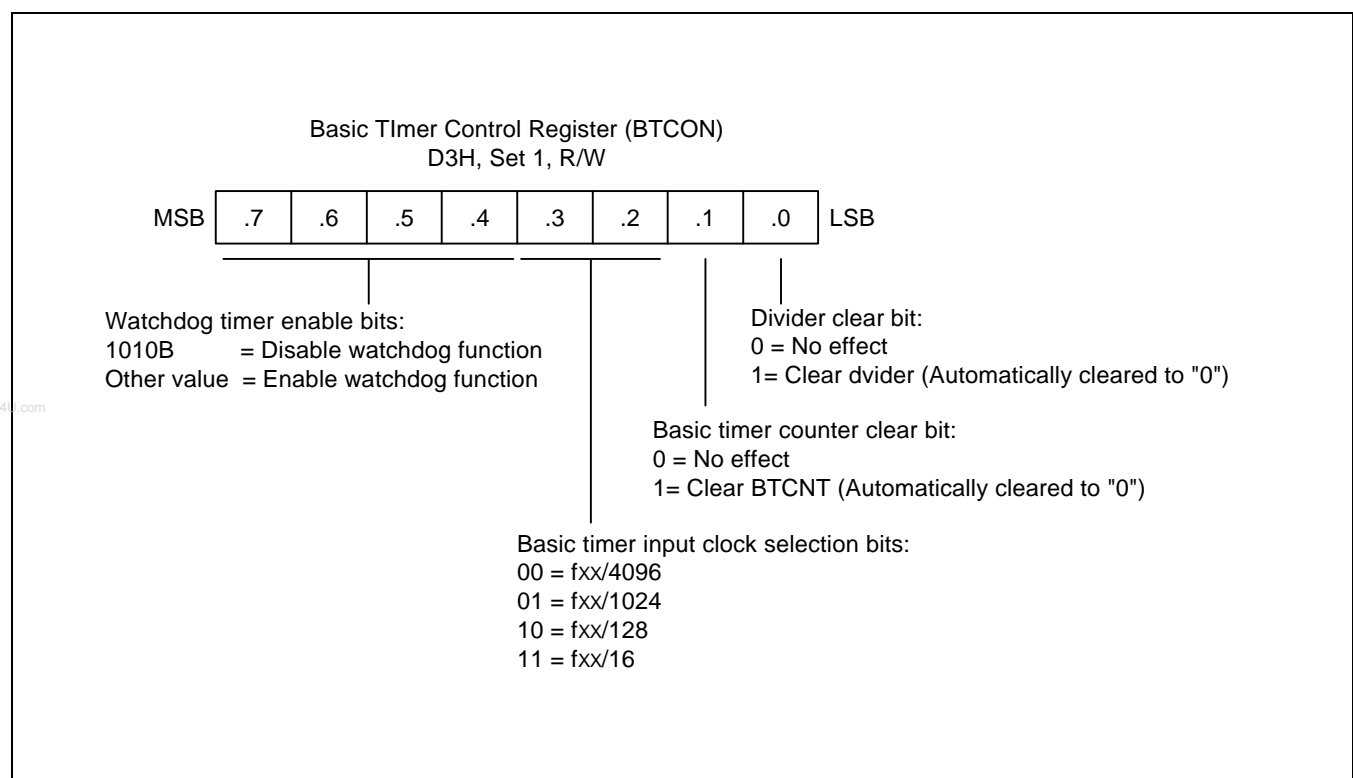 Basic TImer Control Register (BTCON)
D3H, Set 1, R/W
MSB .7 .6 .5 .4 .3 .2 .1 .0 LSB
Watchdog timer enable bits:
1010B = Disable watchdog function
Other value = Enable watchdog function
Divider clear bit:
0 = No effect
1= Clear dvider (Automatically cleared to "0")
4U.com
Basic timer counter clear bit:
0 = No effect
1= Clear BTCNT (Automatically cleared to "0")
Basic timer input clock selection bits:
00 = fxx/4096
01 = fxx/1024
10 = fxx/128
11 = fxx/16